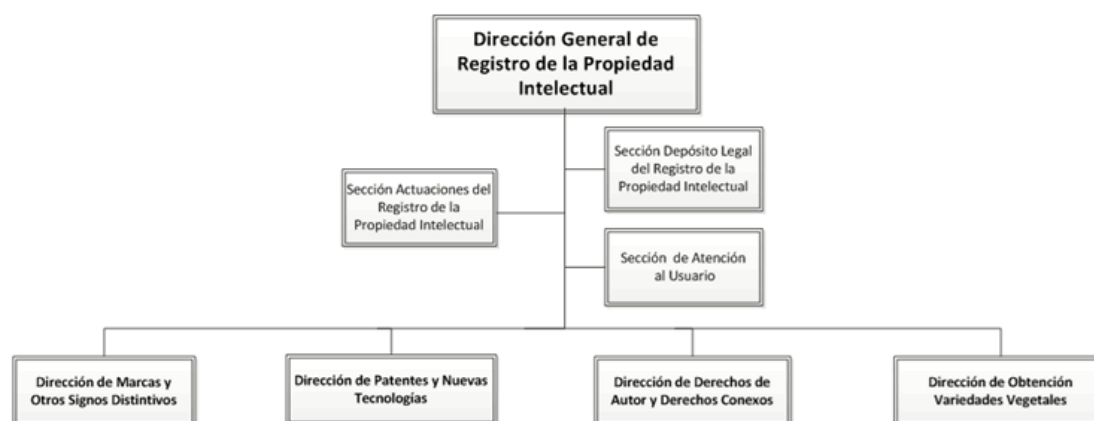 Dirección General de
Registro de la Propiedad
Intelectual
Sección Depósito Legal
del Registro de la
Propiedad Intelectual
Sección Actuaciones del
Registro de la
Propiedad Intelectual
Sección de Atención
al Usuario
Dirección de Marcas y
Otros Signos Distintivos
Dirección de Patentes y Nuevas
Tecnologías
Dirección de Derechos de
Autor y Derechos Conexos
Dirección de Obtención
Variedades Vegetales